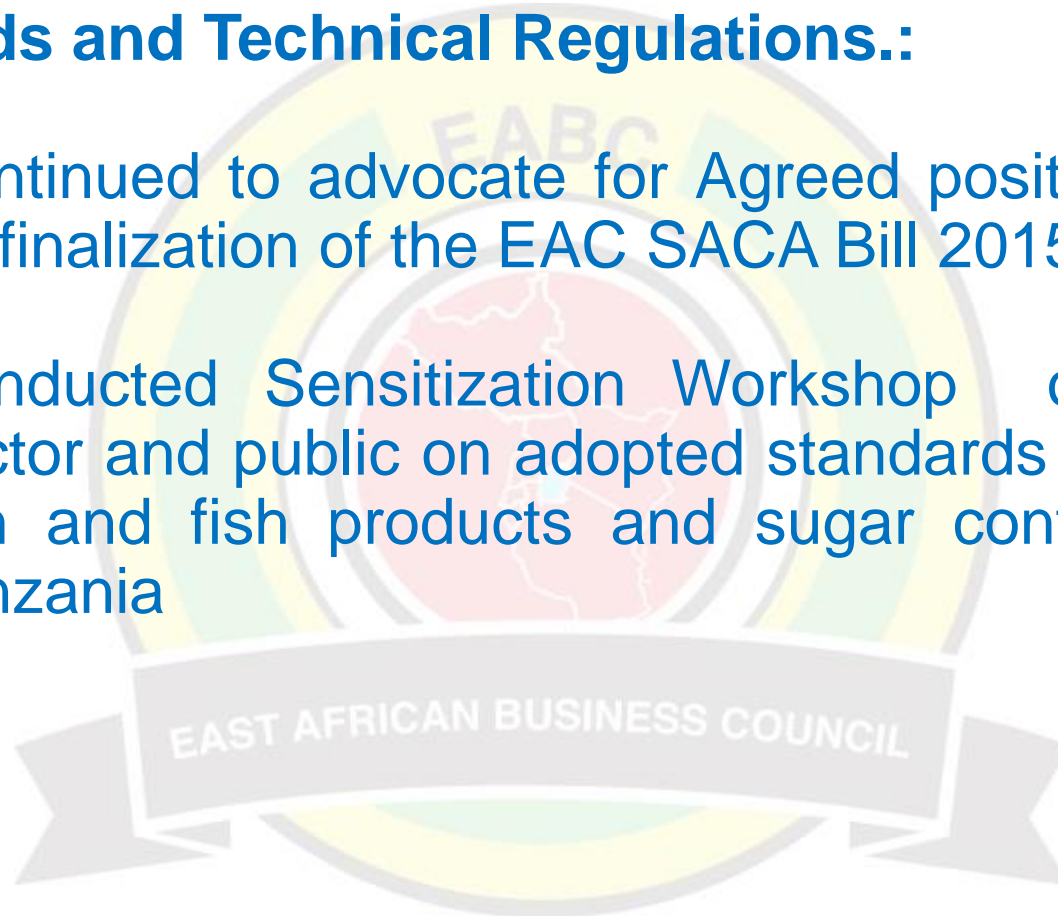 ds and Technical Regulations.:
EABC
ntinued to advocate for Agreed posit
finalization of the EAC SACA Bill 2015
nducted Sensitization Workshop c
ctor and public on adopted standards
n and fish products and sugar conf
nzania
EAST AFRICAN BUSINESS COUNCIL